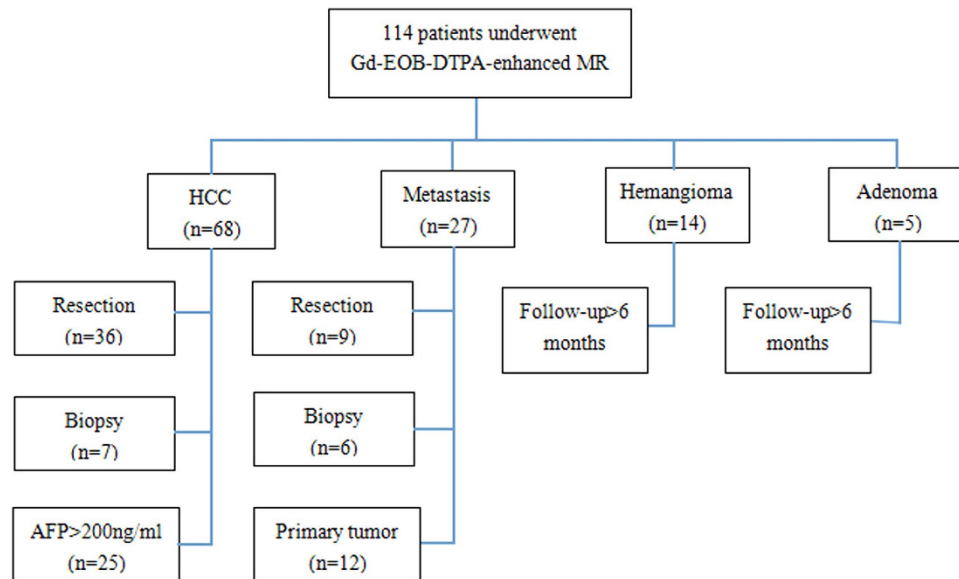 114 patients underwent
Gd-EOB-DTPA-enhanced MR
HCC
(n=68)
Metastasis
(n=27)
Hemangioma
(n=14)
Adenoma
(n=5)
Resection
(n=36)
Resection
(n=9)
Follow-up>6
months
Follow-up>6
months
Biopsy
(n=7)
Biopsy
(n=6)
AFP>200ng/ml
(n=25)
Primary tumor
(n=12)